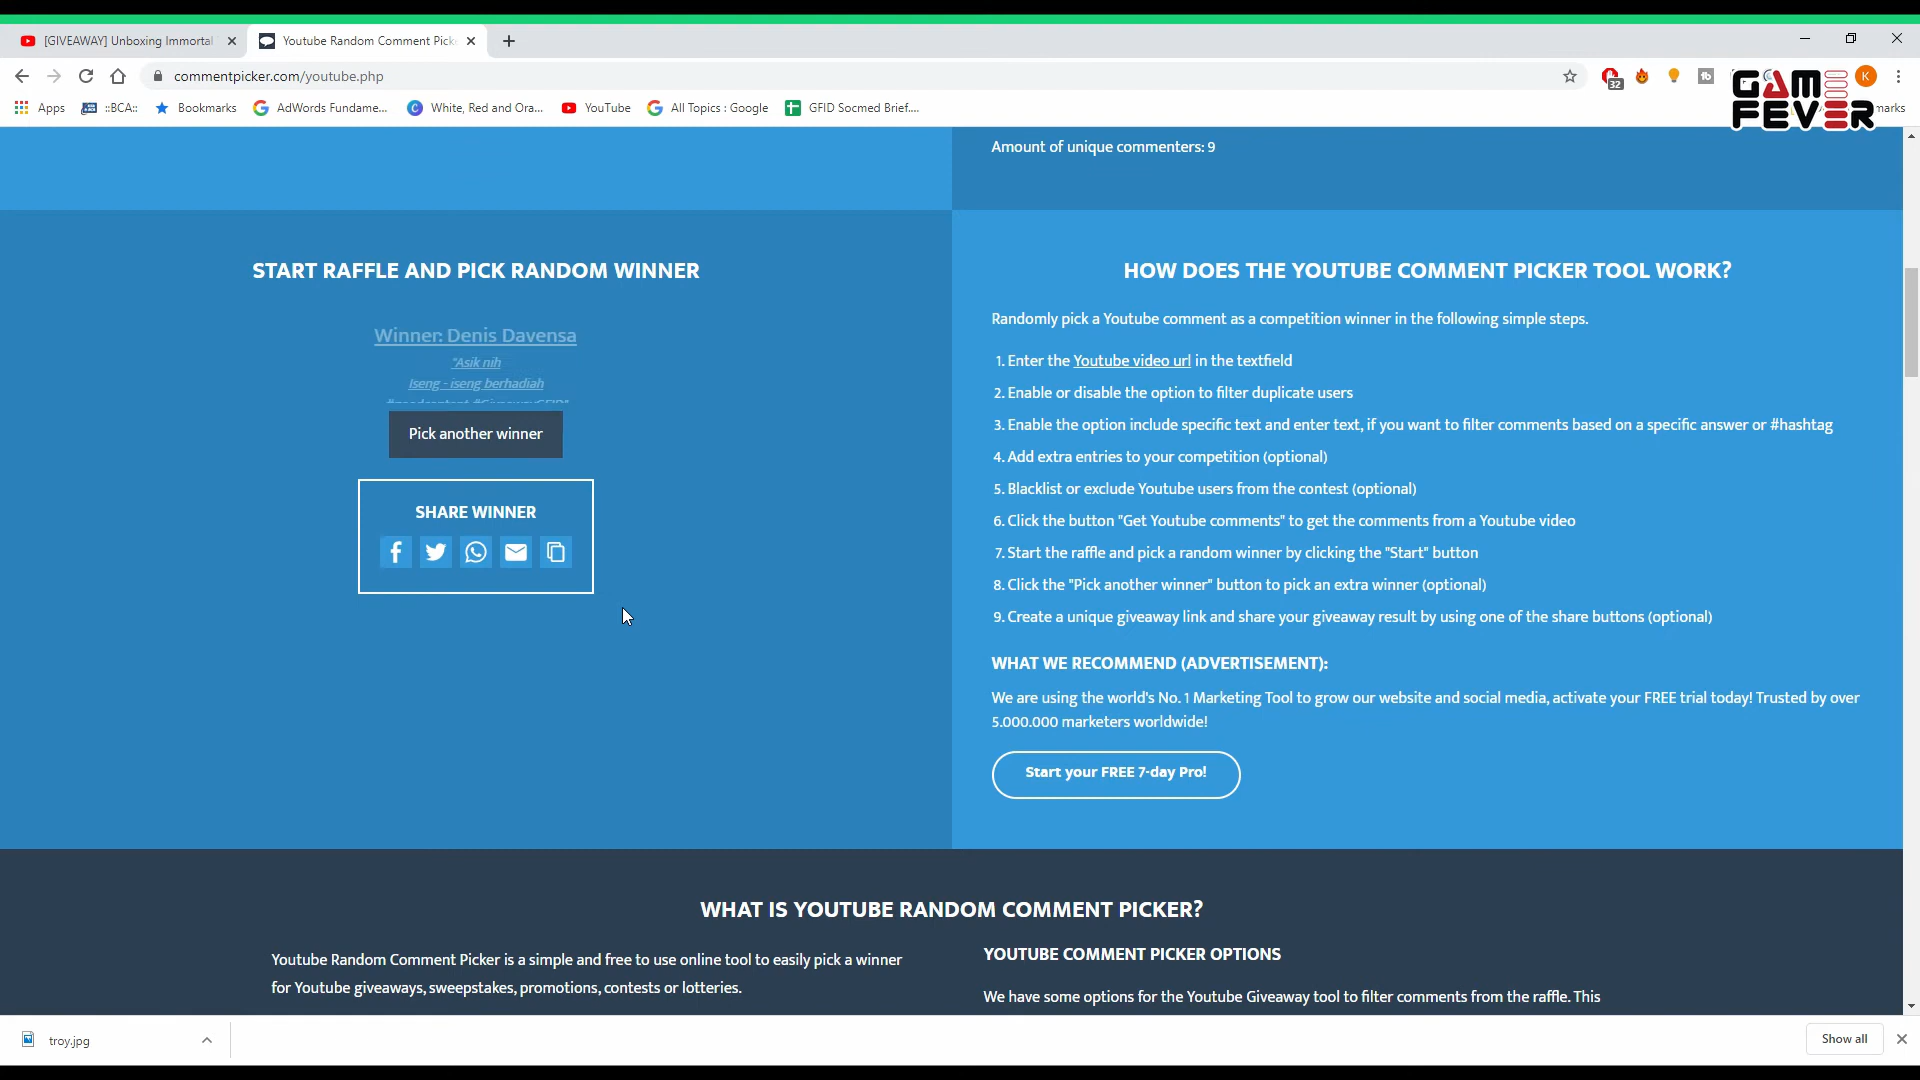 [GIVEAWAY] Unboxing Immortal
Youtube Random Comment Pick
commentpicker.com/youtube.php
32
tb
K
GAME
FEVER
Apps
::BCA::
Bookmarks
AdWords Fundame...
White, Red and Ora...
YouTube
All Topics : Google
GFID Socmed Brief....
marks
Amount of unique commenters: 9
START RAFFLE AND PICK RANDOM WINNER
Winner: Denis Davensa
"Asik nih
Iseng - iseng berhadiah
Pick another winner
SHARE WINNER
HOW DOES THE YOUTUBE COMMENT PICKER TOOL WORK?
Randomly pick a Youtube comment as a competition winner in the following simple steps.
1. Enter the Youtube video url in the textfield
2. Enable or disable the option to filter duplicate users
3. Enable the option include specific text and enter text, if you want to filter comments based on a specific answer or #hashtag
4. Add extra entries to your competition (optional)
5. Blacklist or exclude Youtube users from the contest (optional)
6. Click the button "Get Youtube comments" to get the comments from a Youtube video
7. Start the raffle and pick a random winner by clicking the "Start" button
8. Click the "Pick another winner" button to pick an extra winner (optional)
9. Create a unique giveaway link and share your giveaway result by using one of the share buttons (optional)
WHAT WE RECOMMEND (ADVERTISEMENT):
We are using the world's No. 1 Marketing Tool to grow our website and social media, activate your FREE trial today! Trusted by over
5.000.000 marketers worldwide!
Start your FREE 7-day Pro!
WHAT IS YOUTUBE RANDOM COMMENT PICKER?
Youtube Random Comment Picker is a simple and free to use online tool to easily pick a winner
for Youtube giveaways, sweepstakes, promotions, contests or lotteries.
YOUTUBE COMMENT PICKER OPTIONS
We have some options for the Youtube Giveaway tool to filter comments from the raffle. This
troy.jpg
Show all